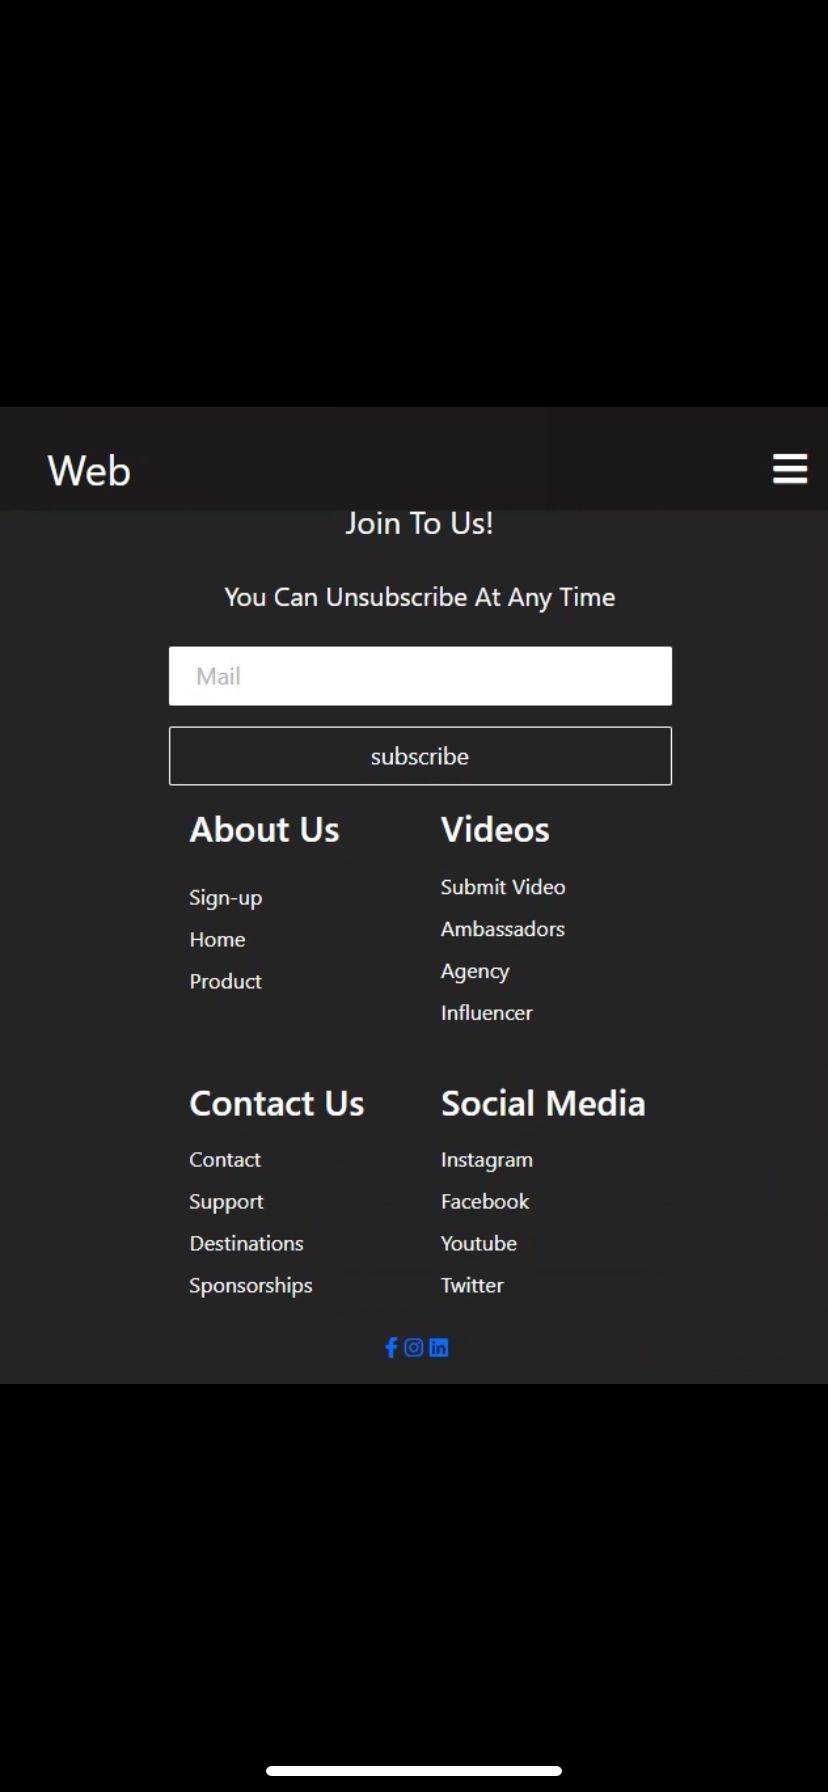 Web
Join To Us!
You Can Unsubscribe At Any Time
Mail
subscribe
About Us
Sign-up
Home
Product
Videos
Submit Video
Ambassadors
Agency
Influencer
Contact Us
Contact
Support
Destinations
Sponsorships
Social Media
Instagram
Facebook
Youtube
Twitter